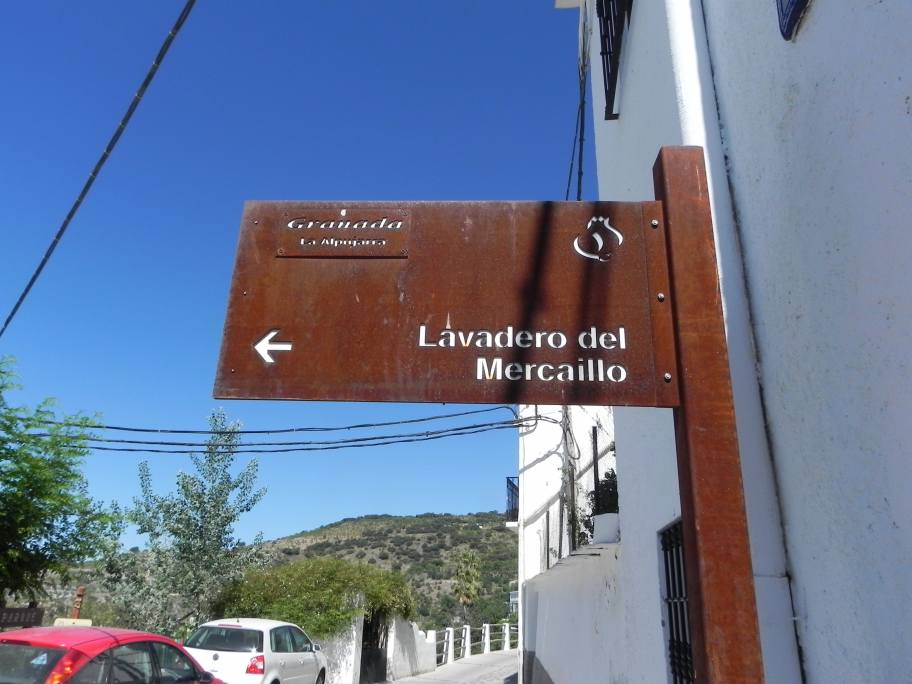 Granada
La Alpujarra
Lavadero del
Mercaillo